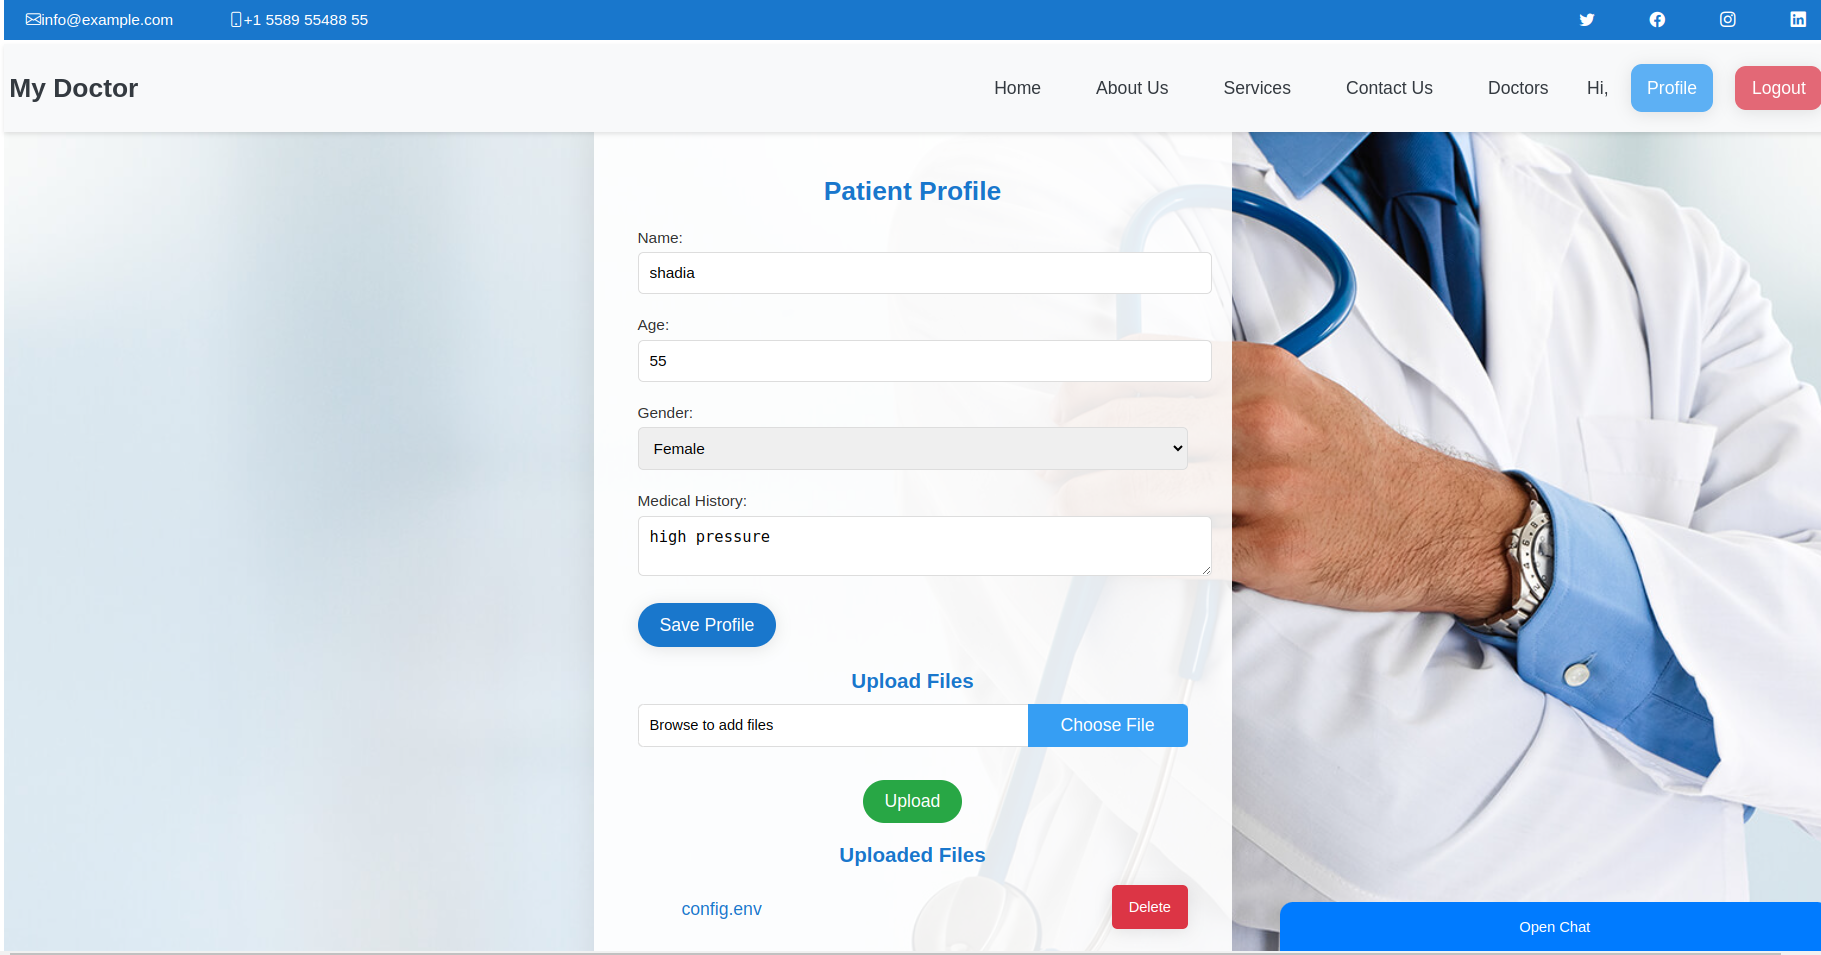 info@example.com +1 5589 55488 55
My Doctor Home About Us Services Contact Us Doctors Hi, Profile Logout
Patient Profile
Name:
shadia
Age:
55
Gender:
Female
Medical History:
high pressure
Save Profile
Upload Files
Browse to add files Choose File
Upload
Uploaded Files
config.env Delete
Open Chat